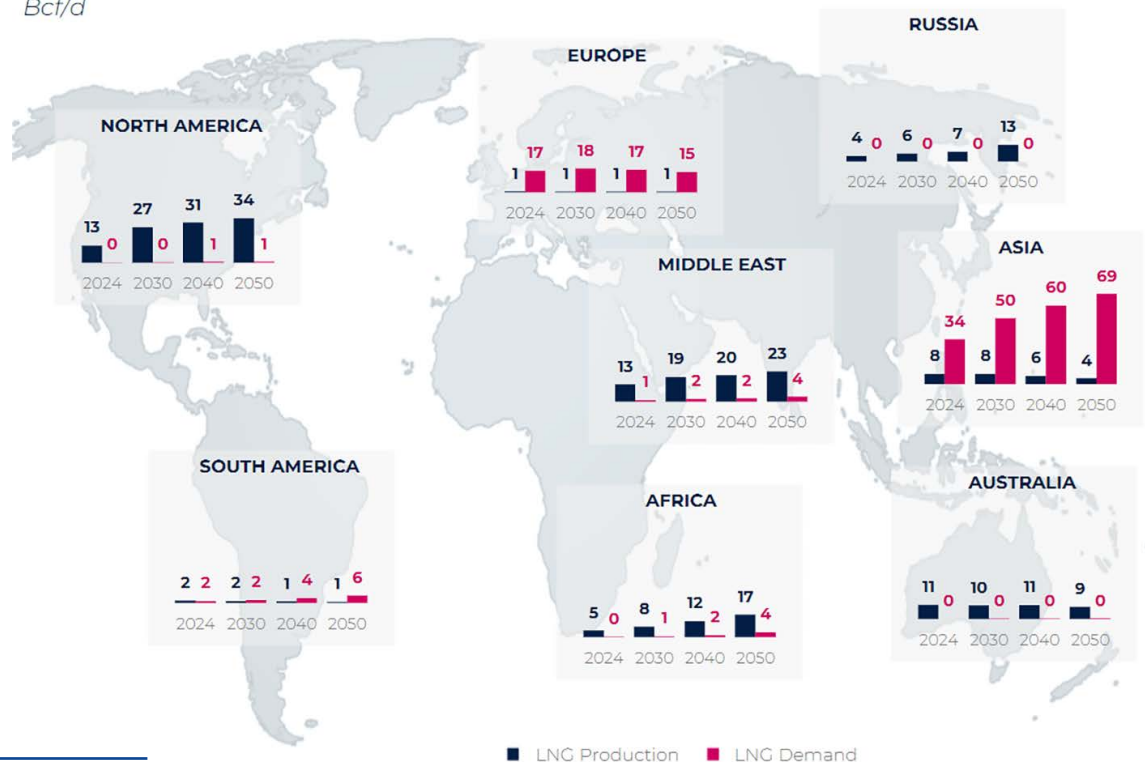 Bcf/d
RUSSIA
4 0 6 0 7 0 13 0
2024 2030 2040 2050
EUROPE
1 17 1 18 1 17 1 15
2024 2030 2040 2050
NORTH AMERICA
13 0 27 0 31 1 34 1
2024 2030 2040 2050
ASIA
8 34 8 50 6 60 4 69
2024 2030 2040 2050
MIDDLE EAST
13 1 19 2 20 2 23 4
2024 2030 2040 2050
SOUTH AMERICA
2 2 2 2 1 4 1 6
2024 2030 2040 2050
AFRICA
5 0 8 1 12 2 17 4
2024 2030 2040 2050
AUSTRALIA
11 0 10 0 11 0 9 0
2024 2030 2040 2050
LNG Production LNG Demand